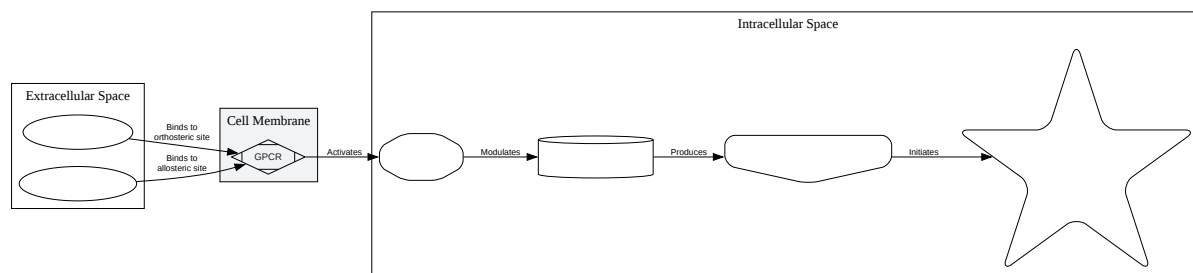 Intracellular Space
Extracellular Space
Binds to
orthosteric site
Binds to
allosteric site
Cell Membrane
GPCR
Activates
Modulates
Produces
Initiates